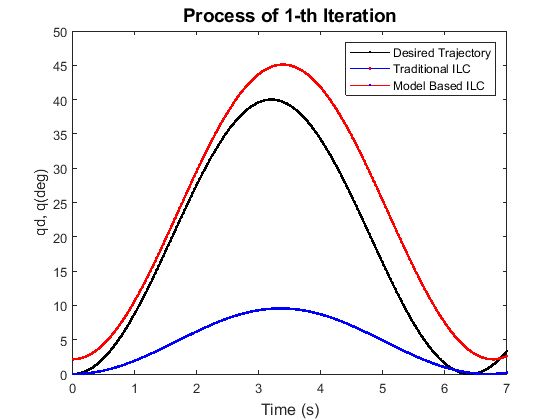 Process of 1-th Iteration
50
45
40
35
30
25
20
15
10
5
0
qd, q(deg)
Desired Trajectory
Traditional ILC
Model Based ILC
0 1 2 3 4 5 6 7
Time (s)